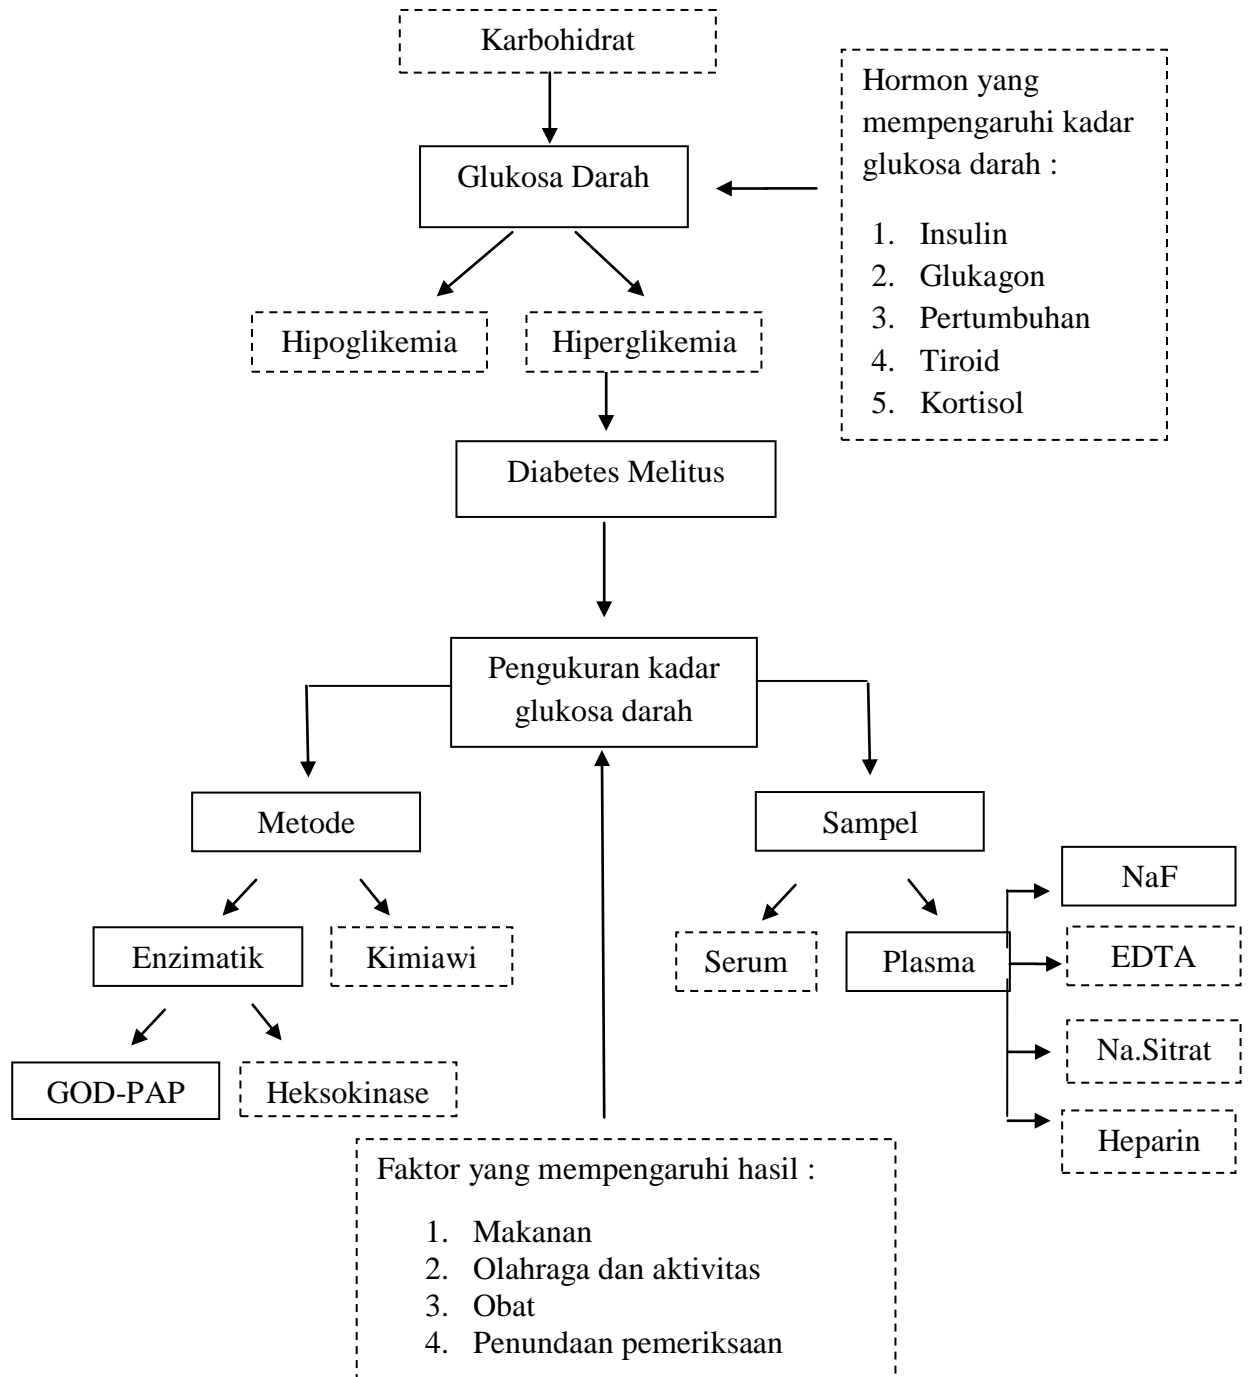 Karbohidrat
Hormon yang
mempengaruhi kadar
glukosa darah :
1. Insulin
2. Glukagon
3. Pertumbuhan
4. Tiroid
5. Kortisol
Glukosa Darah
Hipoglikemia
Hiperglikemia
Diabetes Melitus
Pengukuran kadar
glukosa darah
Metode
Sampel
Enzimatik
Kimiawi
Serum
Plasma
NaF
EDTA
Na.Sitrat
Heparin
GOD-PAP
Heksokinase
Faktor yang mempengaruhi hasil :
1. Makanan
2. Olahraga dan aktivitas
3. Obat
4. Penundaan pemeriksaan